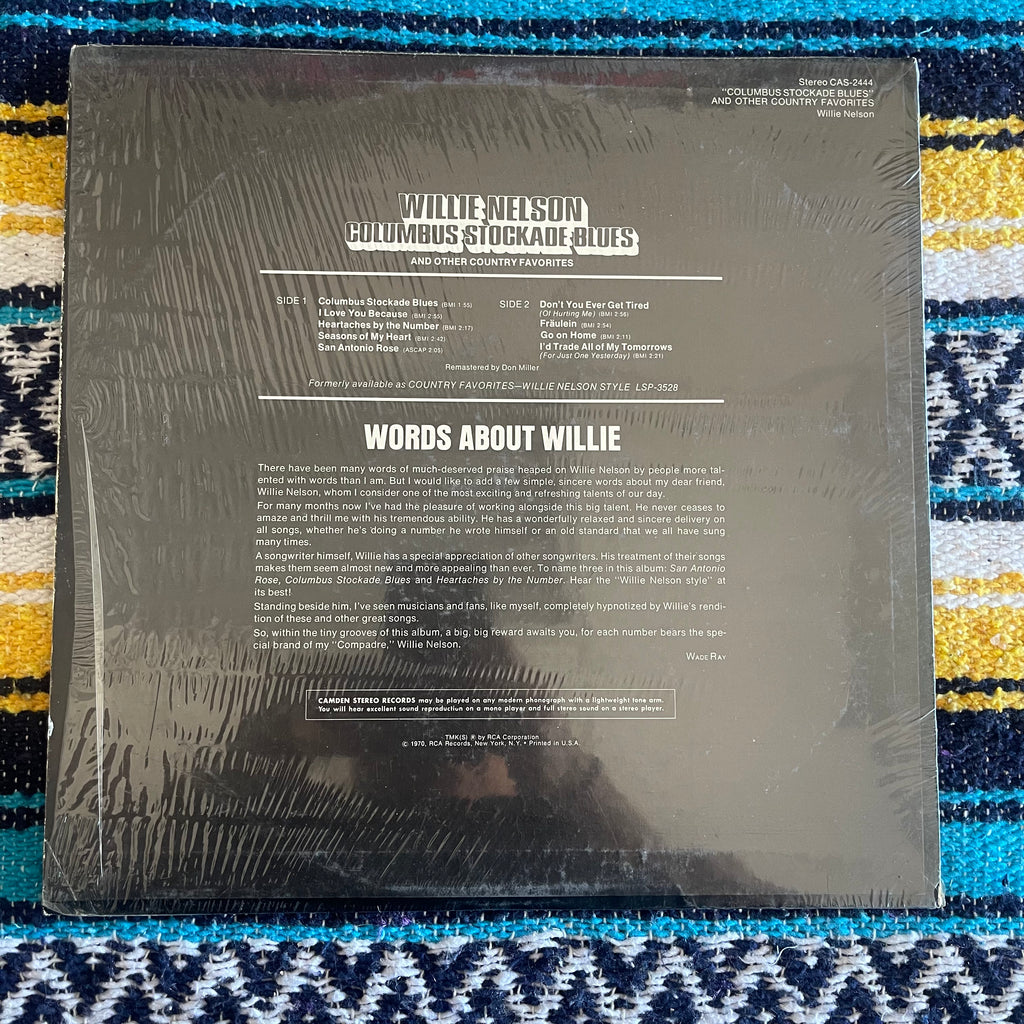 Stereo CAS-2444
"COLUMBUS STOCKADE BLUES"
AND OTHER COUNTRY FAVORITES
Willie Nelson
WILLIE NELSON
COLUMBUS STOCKADE BLUES
AND OTHER COUNTRY FAVORITES
SIDE 1
Columbus Stockade Blues (BMI 1:55)
I Love You Because (BMI 2:55)
Heartaches by the Number (BMI 2:17)
Seasons of My Heart (BMI 2:42)
San Antonio Rose (ASCAP 2:05)
SIDE 2
Don't You Ever Get Tired
(Of Hurting Me) (BMI 2:56)
Fräulein (BMI 2:54)
Go on Home (BMI 2:11)
I'd Trade All of My Tomorrows
(For Just One Yesterday) (BMI 2:21)
Remastered by Don Miller
Formerly available as COUNTRY FAVORITES—WILLIE NELSON STYLE LSP-3528
WORDS ABOUT WILLIE
There have been many words of much-deserved praise heaped on Willie Nelson by people more tal-
ented with words than I am. But I would like to add a few simple, sincere words about my dear friend,
Willie Nelson, whom I consider one of the most exciting and refreshing talents of our day.
For many months now I've had the pleasure of working alongside this big talent. He never ceases to
amaze and thrill me with his tremendous ability. He has a wonderfully relaxed and sincere delivery on
all songs, whether he's doing a number he wrote himself or an old standard that we all have sung
many times.
A songwriter himself, Willie has a special appreciation of other songwriters. His treatment of their songs
makes them seem almost new and more appealing than ever. To name three in this album: San Antonio
Rose, Columbus Stockade Blues and Heartaches by the Number. Hear the "Willie Nelson style" at
its best!
Standing beside him, I've seen musicians and fans, like myself, completely hypnotized by Willie's rendi-
tion of these and other great songs.
So, within the tiny grooves of this album, a big, big reward awaits you, for each number bears the spe-
cial brand of my "Compadre," Willie Nelson.
WADE RAY
CAMDEN STEREO RECORDS may be played on any modern phonograph with a lightweight tone arm.
You will hear excellent sound reproduction on a mono player and full stereo sound on a stereo player.
TMK(S) ® by RCA Corporation
© 1970, RCA Records, New York, N.Y. • Printed in U.S.A.